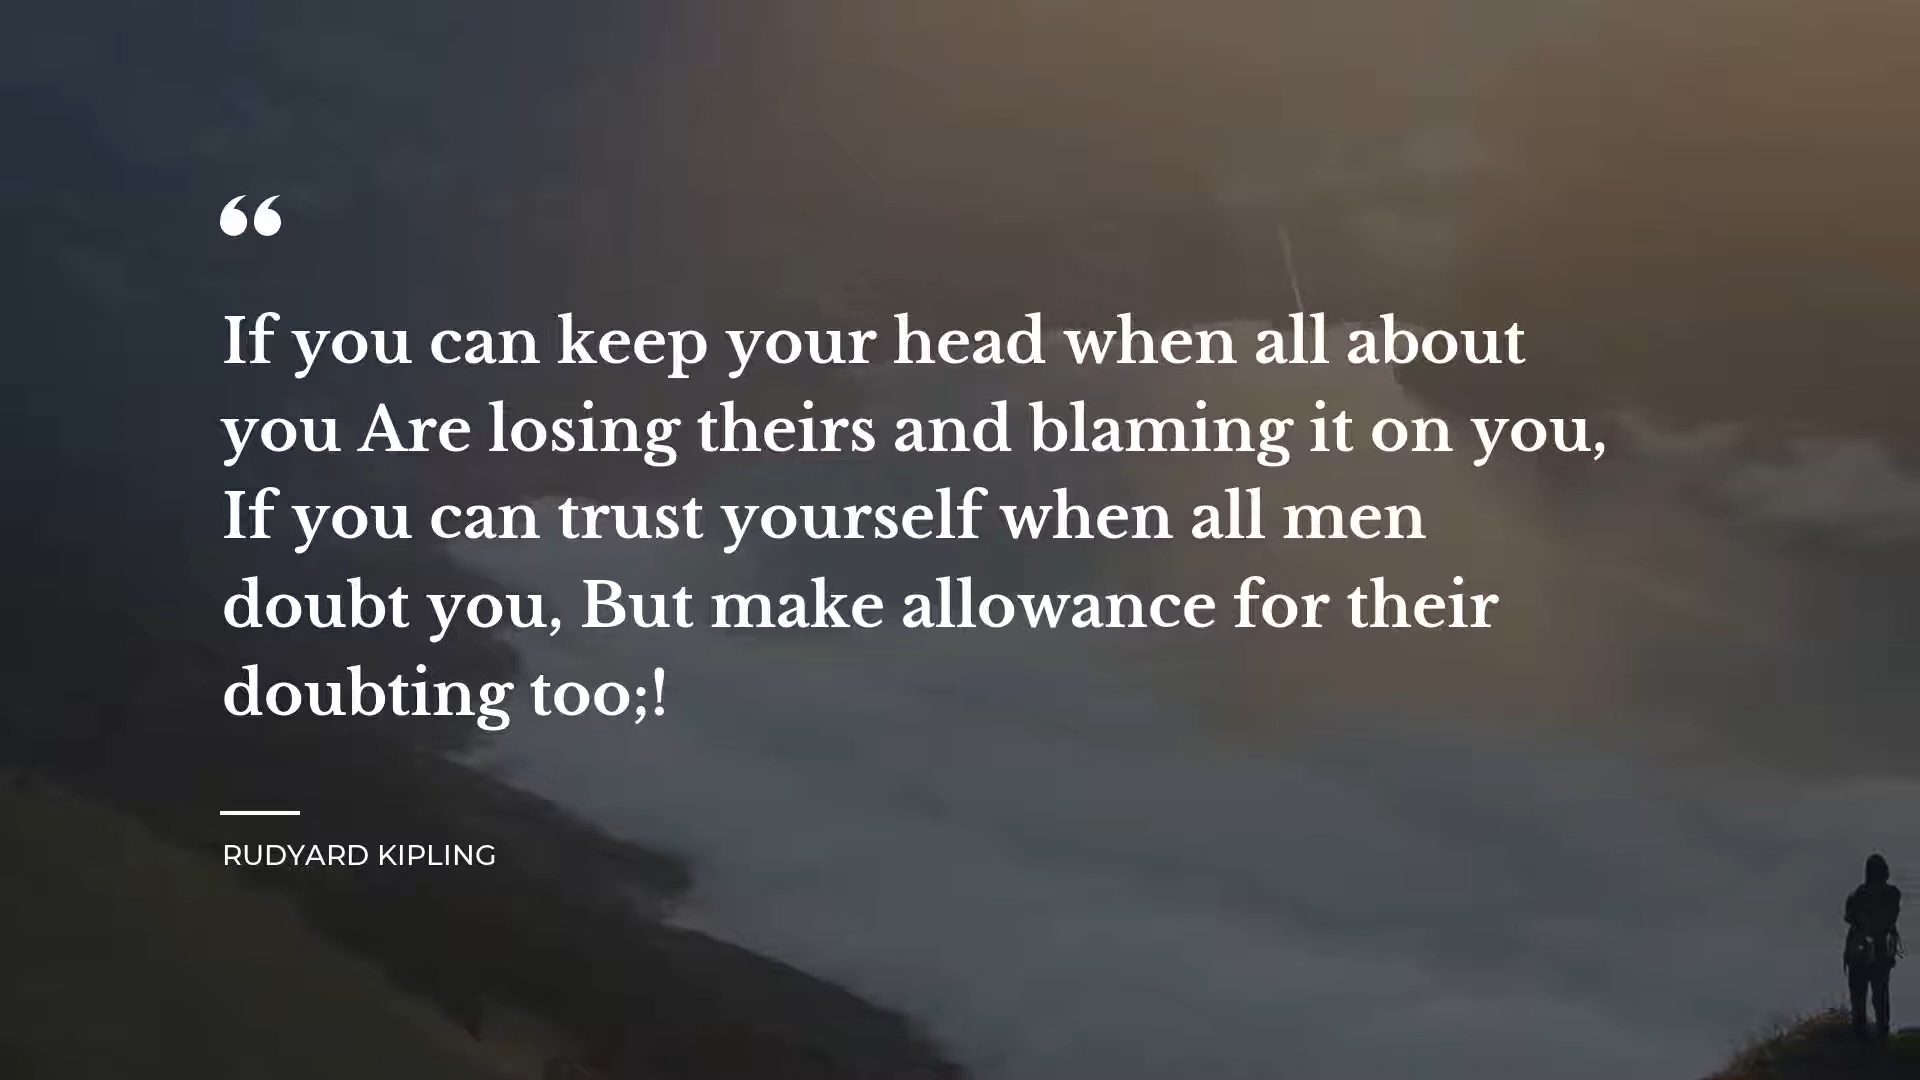 “
If you can keep your head when all about
you Are losing theirs and blaming it on you,
If you can trust yourself when all men
doubt you, But make allowance for their
doubting too;!
RUDYARD KIPLING